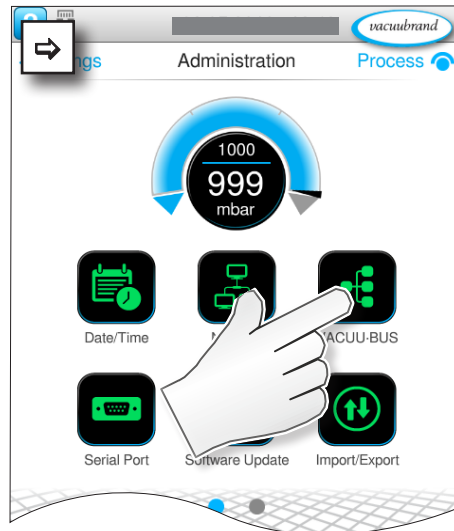 vacuubrand
ngs Administration Process
1000
999
mbar
Date/Time VACUU·BUS
Serial Port Software Update Import/Export